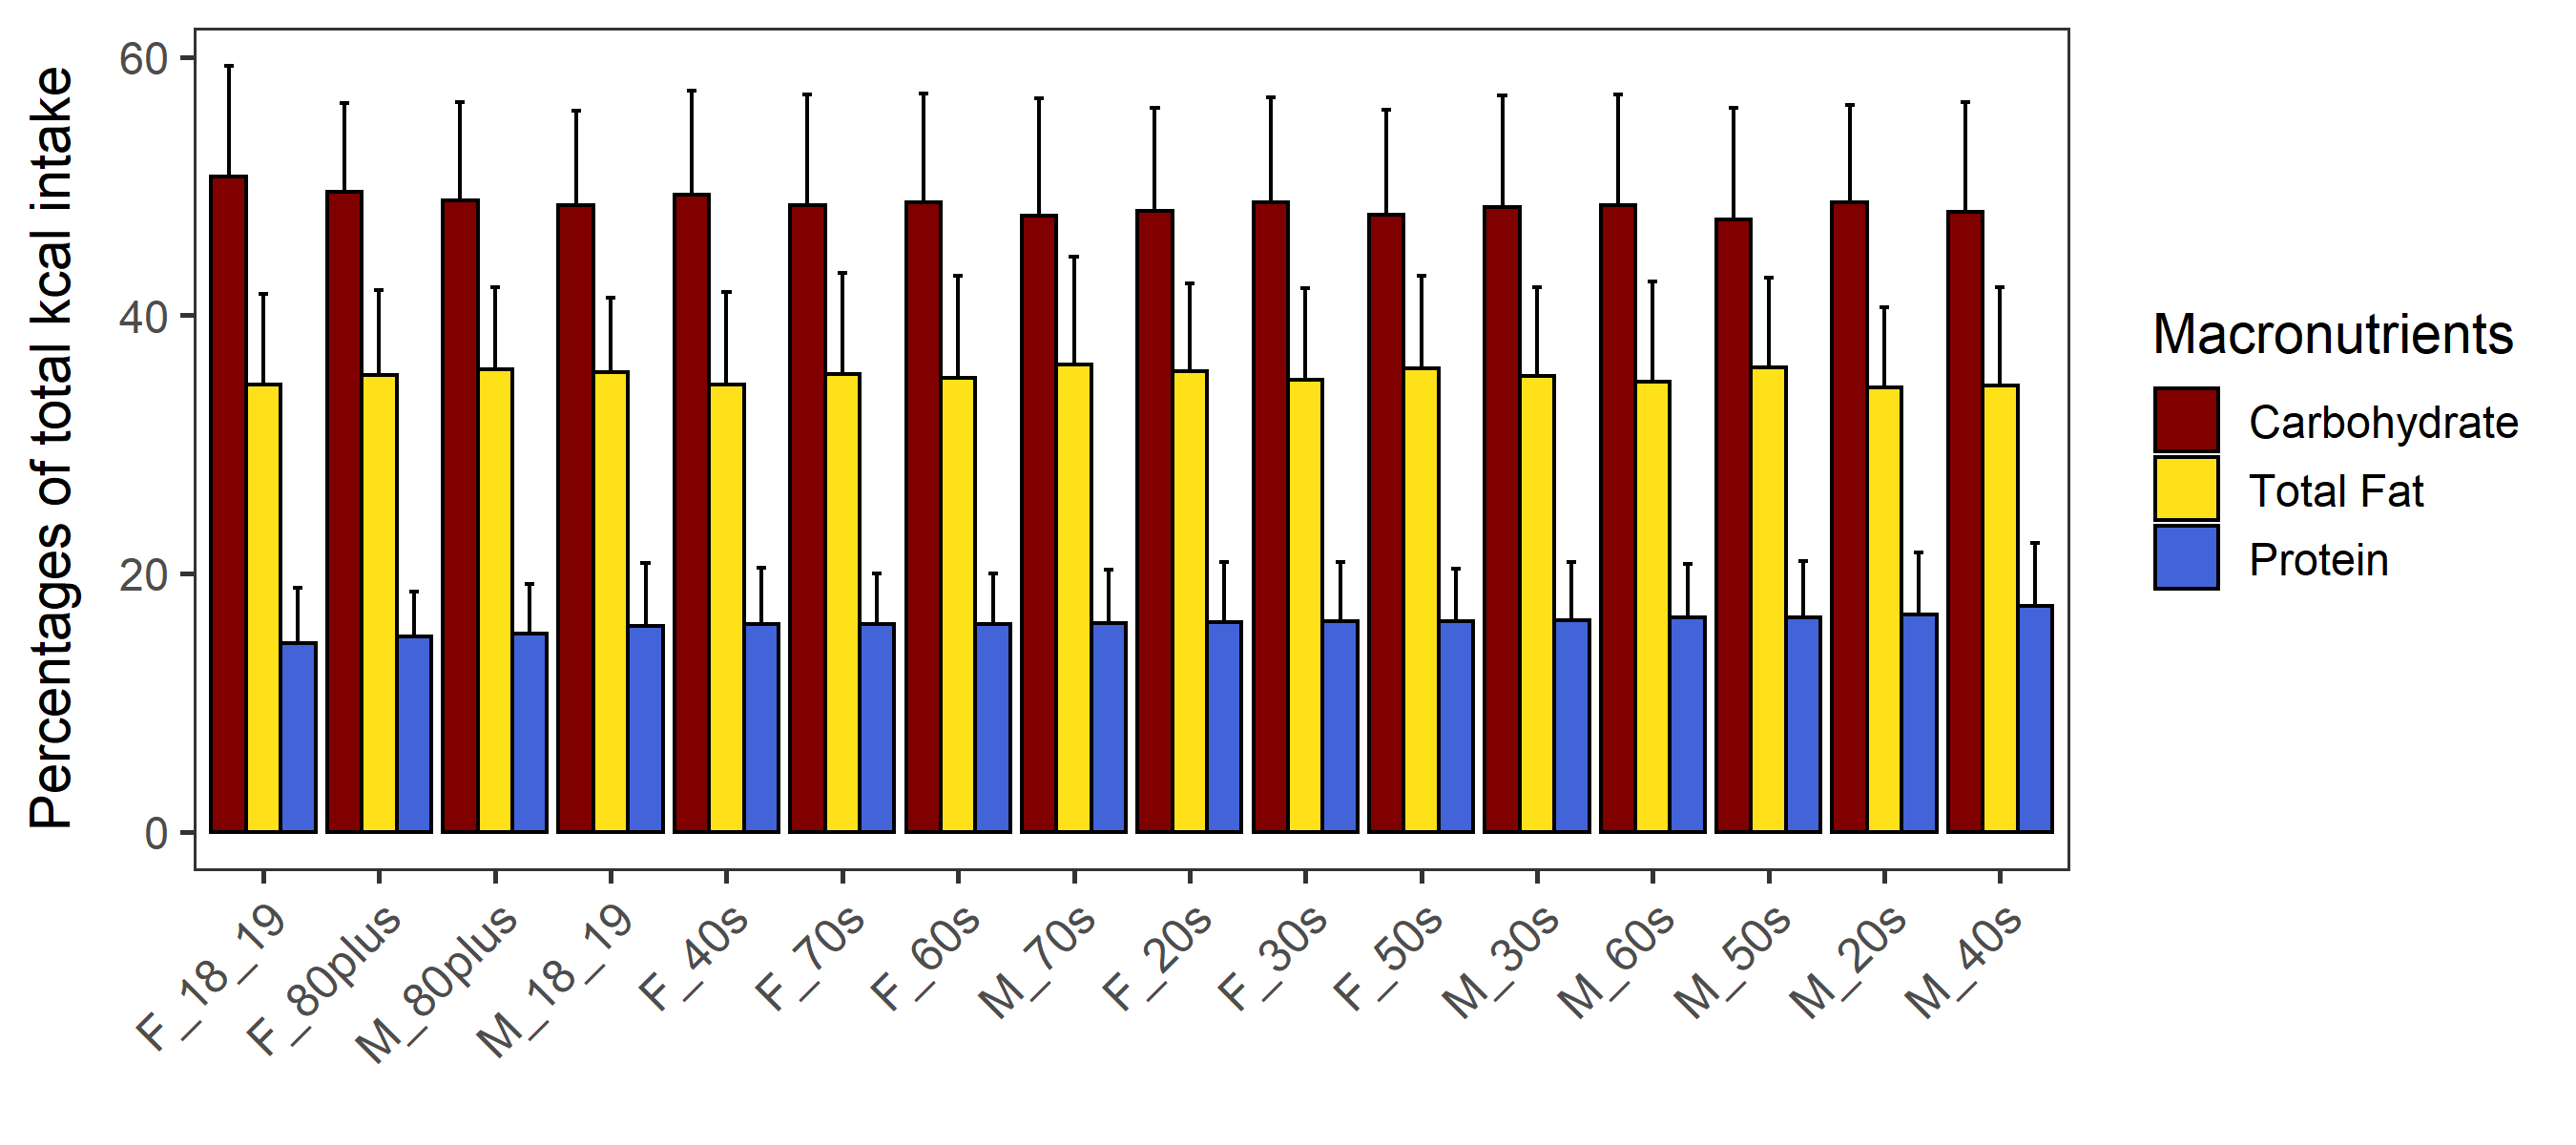 Percentages of total kcal intake
60
40
20
0
F_18_19
F_80plus
M_80plus
M_18_19
F_40s
F_70s
F_60s
M_70s
F_20s
F_30s
F_50s
M_30s
M_60s
M_50s
M_20s
M_40s
Macronutrients
Carbohydrate
Total Fat
Protein